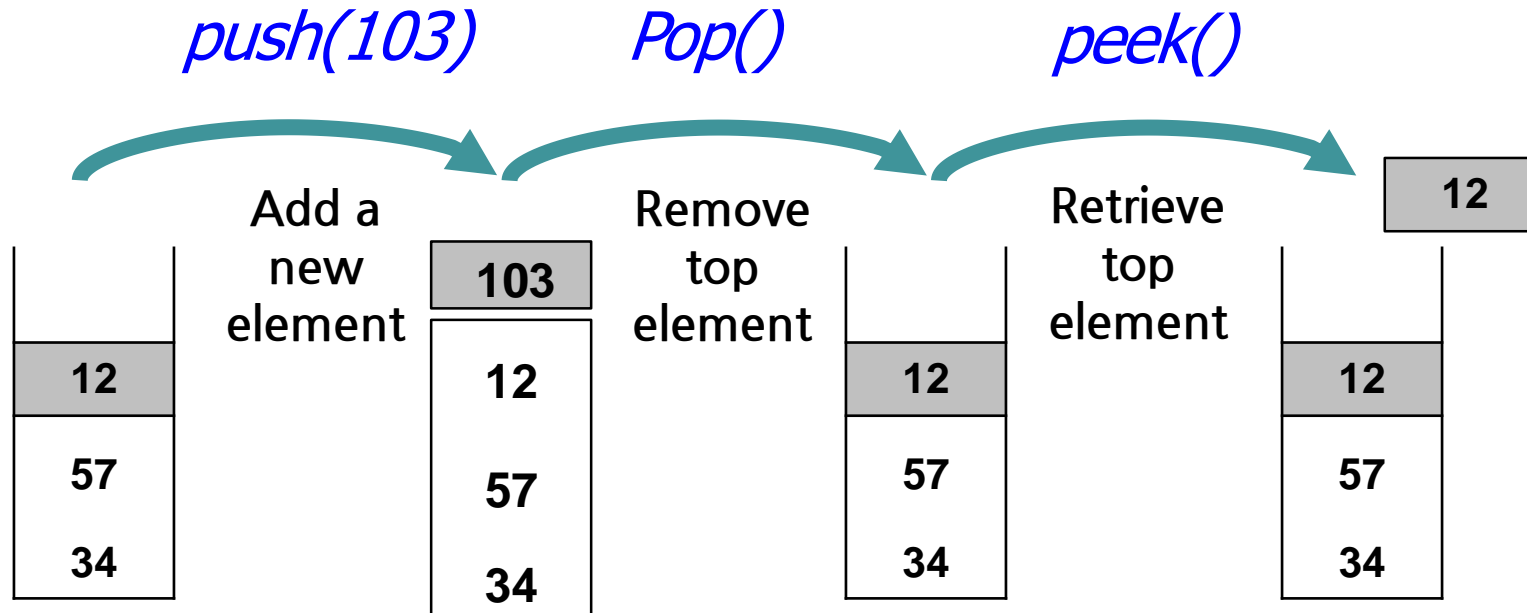 push(103) Pop() peek()
Add a
new
element
Remove
top
element
Retrieve
top
element
12
57
34
103
12
57
34
12
57
34
12
12
57
34